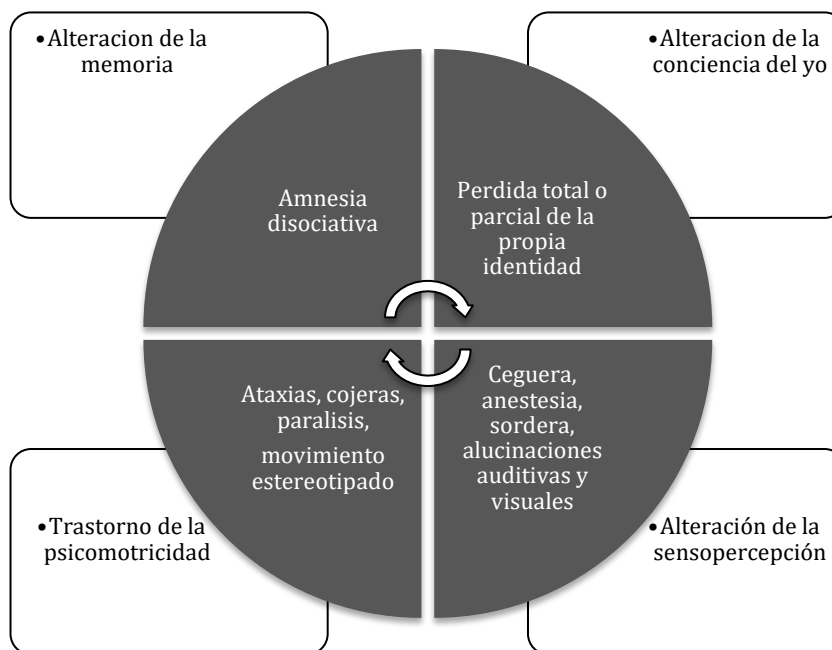 •Alteracion de la
memoria
•Alteracion de la
conciencia del yo
Amnesia
disociativa
Perdida total o
parcial de la
propia
identidad
Ataxias, cojeras,
paralisis,
movimiento
estereotipado
Ceguera,
anestesia,
sordera,
alucinaciones
auditivas y
visuales
•Trastorno de la
psicomotricidad
•Alteración de la
sensopercepción